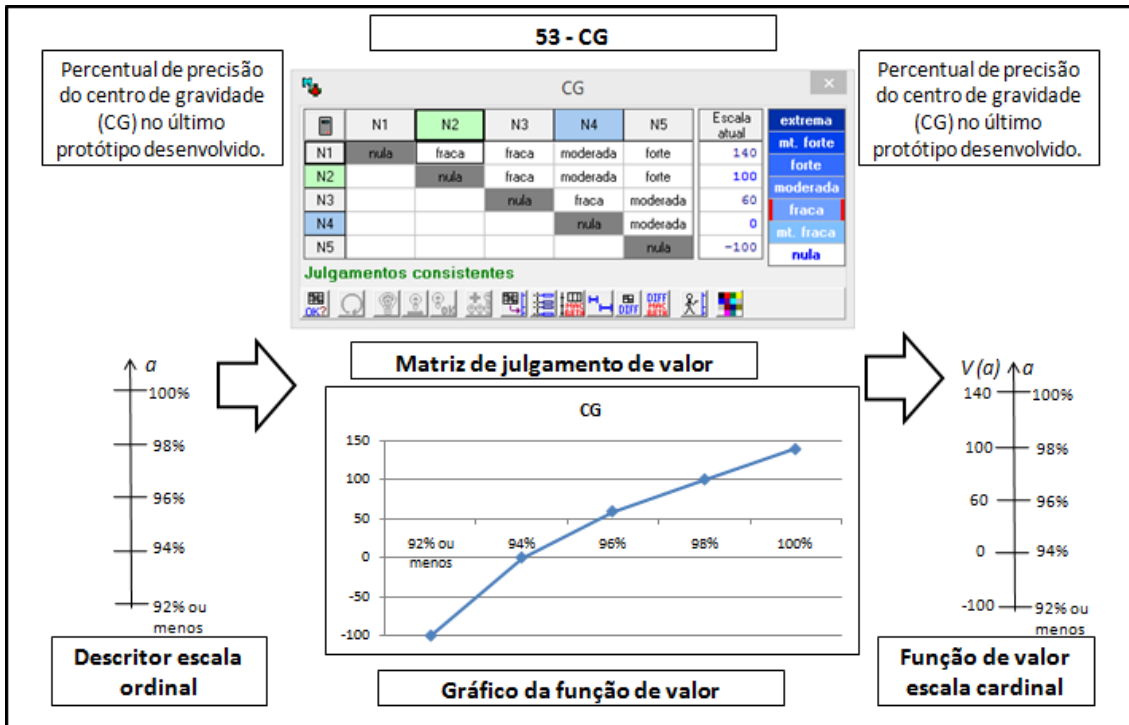 53 - CG
Percentual de precisão
do centro de gravidade
(CG) no último
protótipo desenvolvido.
CG
N1 N2 N3 N4 N5 Escala atual
N1 nula fraca fraca moderada forte 140
N2 nula fraca moderada forte 100
N3 nula fraca moderada 60
N4 nula moderada 0
N5 nula -100
extrema
mt. forte
forte
moderada
fraca
mt. fraca
nula
Julgamentos consistentes
OK?
OK
DIFF
DIFF
Percentual de precisão
do centro de gravidade
(CG) no último
protótipo desenvolvido.
a
100%
98%
96%
94%
92% ou
menos
Descritor escala
ordinal
Matriz de julgamento de valor
CG
150
100
50
0
-50
-100
92% ou
menos
94%
96%
98%
100%
Gráfico da função de valor
V(a) a
140 100%
100 98%
60 96%
0 94%
-100 92% ou
menos
Função de valor
escala cardinal